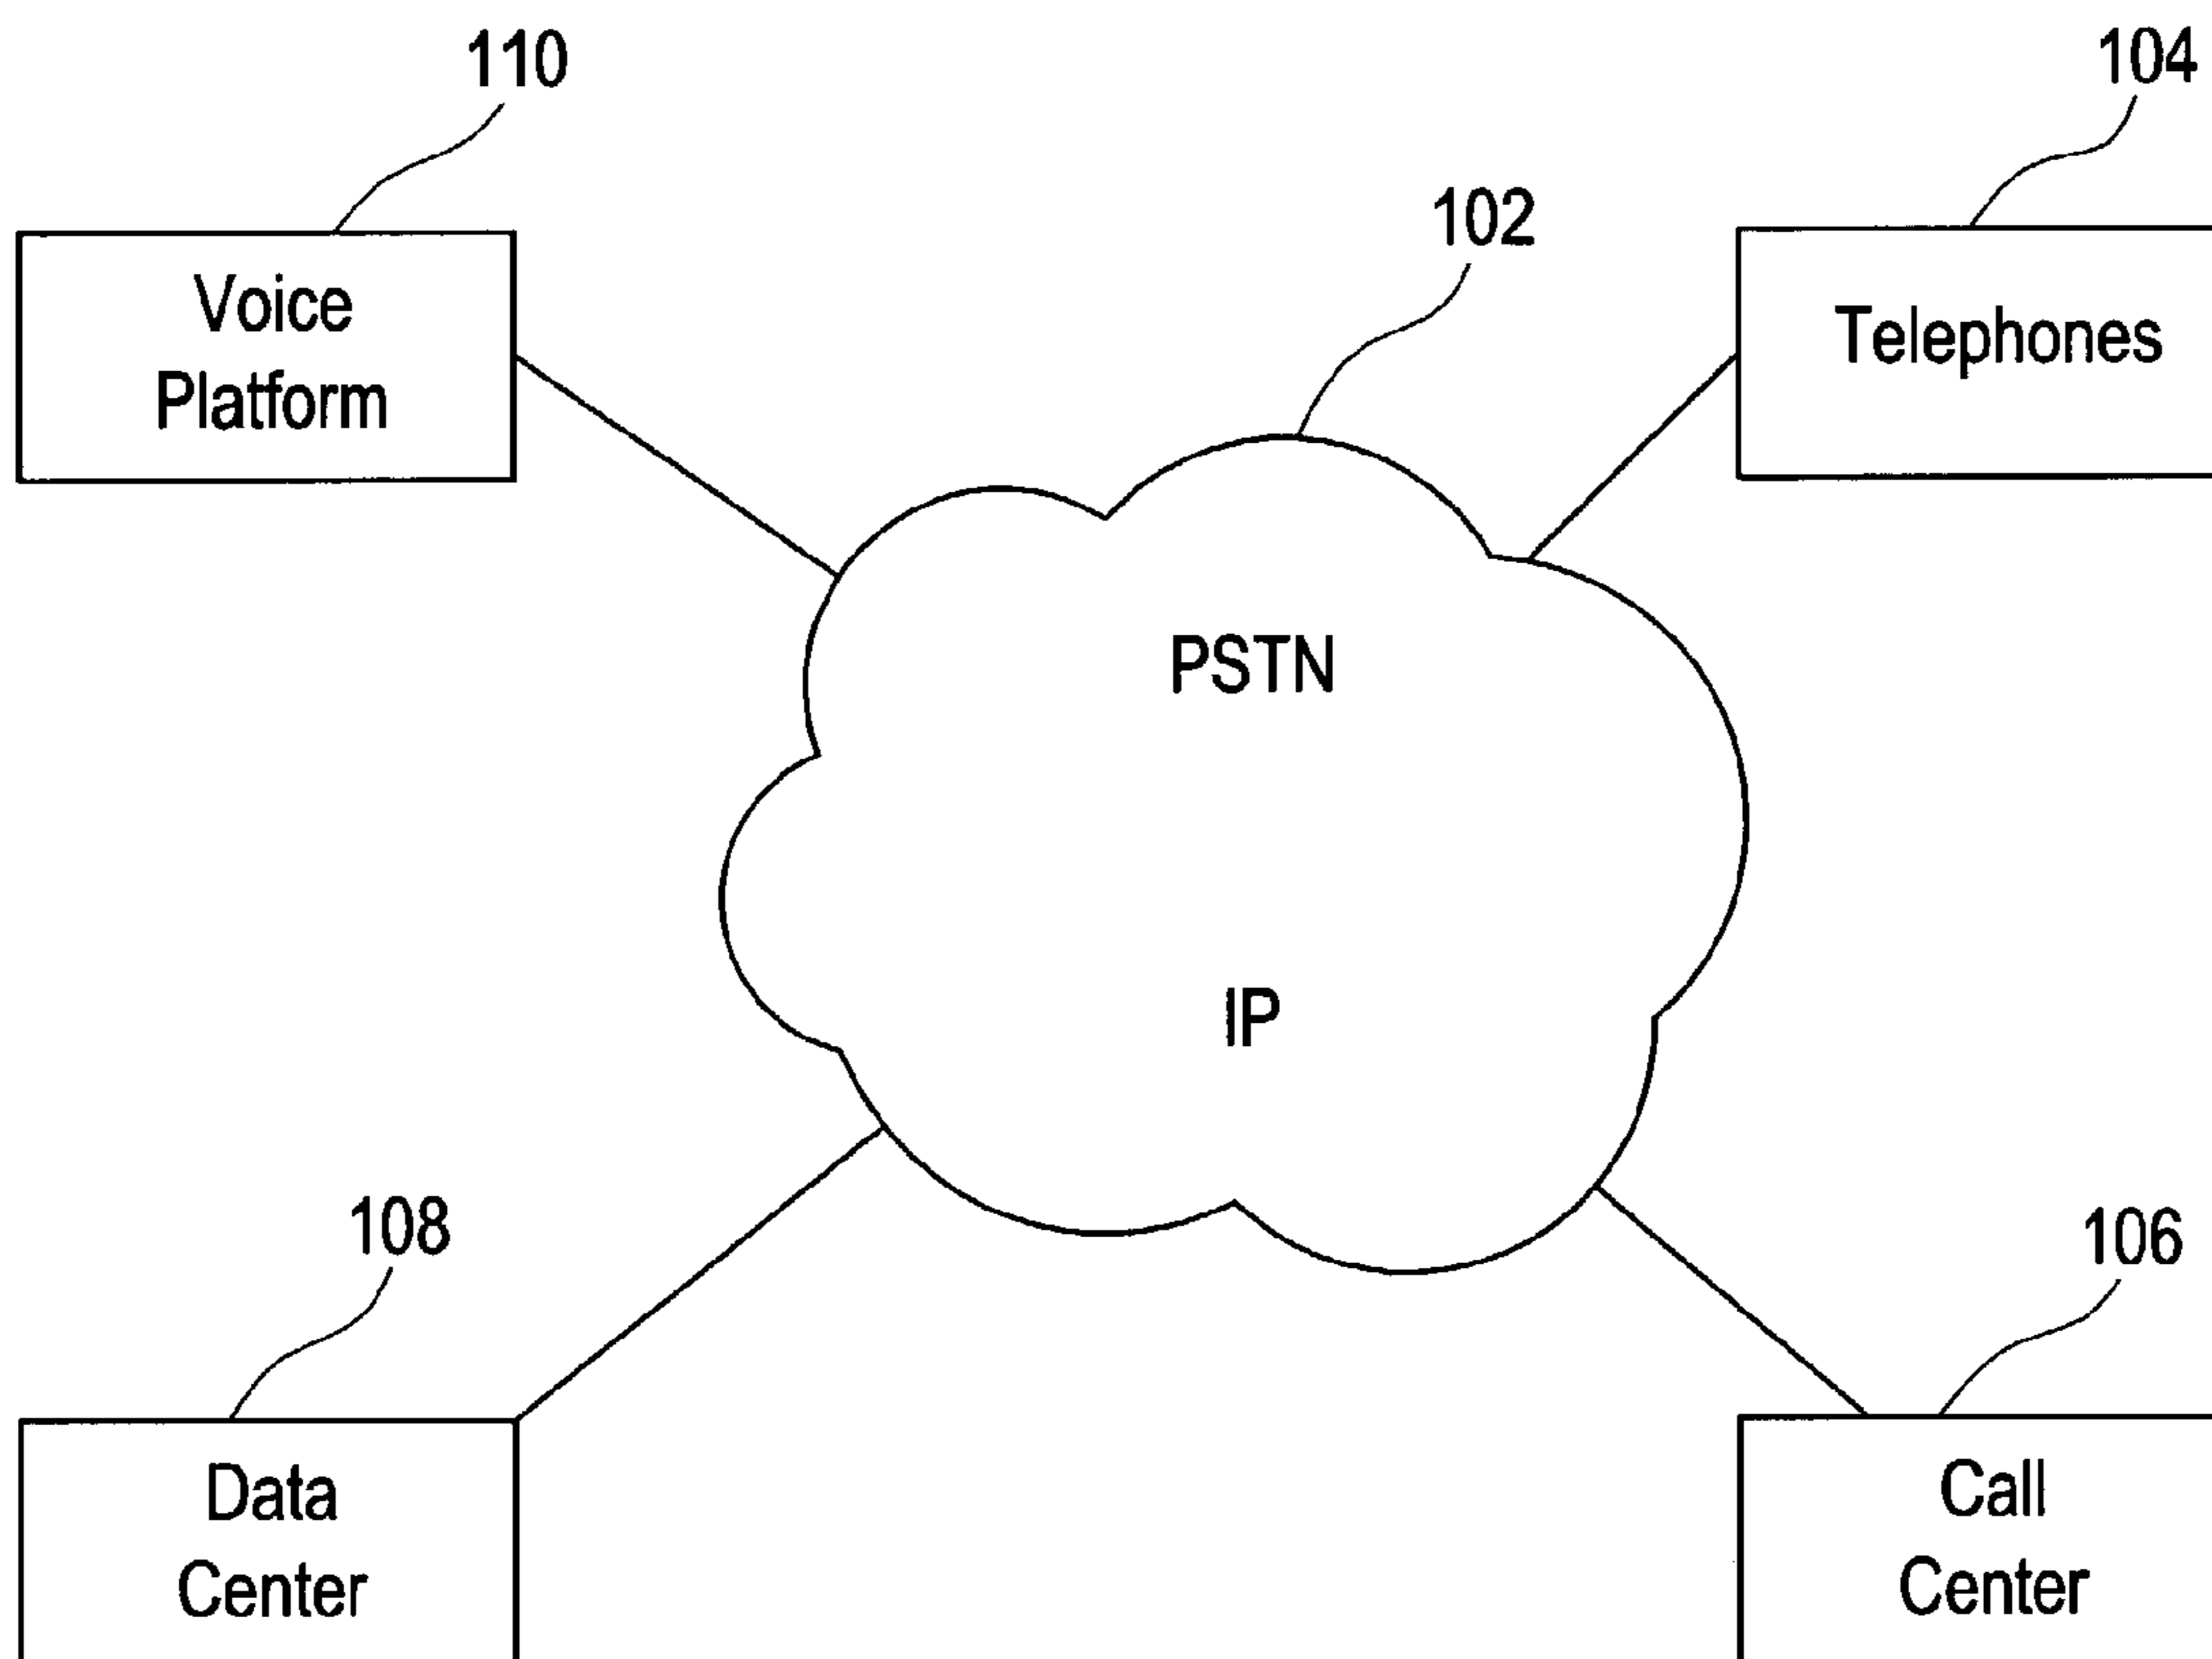 110
104
102
Voice
Platform
Telephones
PSTN
IP
108
106
Data
Center
Call
Center